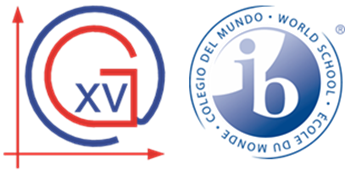 G
XV
COLEGIO DEL MUNDO · WORLD SCHOOL · ÉCOLE DU MONDE ·
ib
®